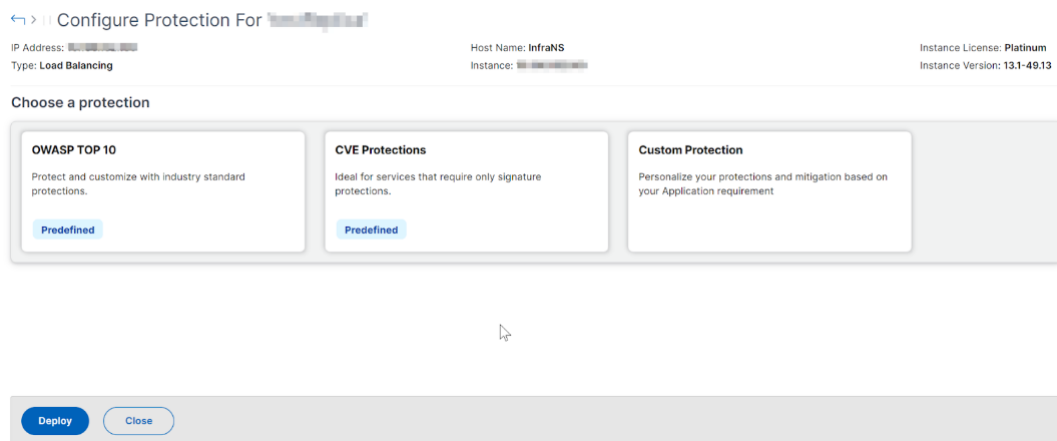 Configure Protection For
IP Address:
Host Name: InfraNS
Instance License: Platinum
Type: Load Balancing
Instance:
Instance Version: 13.1-49.13
Choose a protection
OWASP TOP 10
Protect and customize with industry standard
protections.
Predefined
CVE Protections
Ideal for services that require only signature
protections.
Predefined
Custom Protection
Personalize your protections and mitigation based on
your Application requirement
Deploy
Close